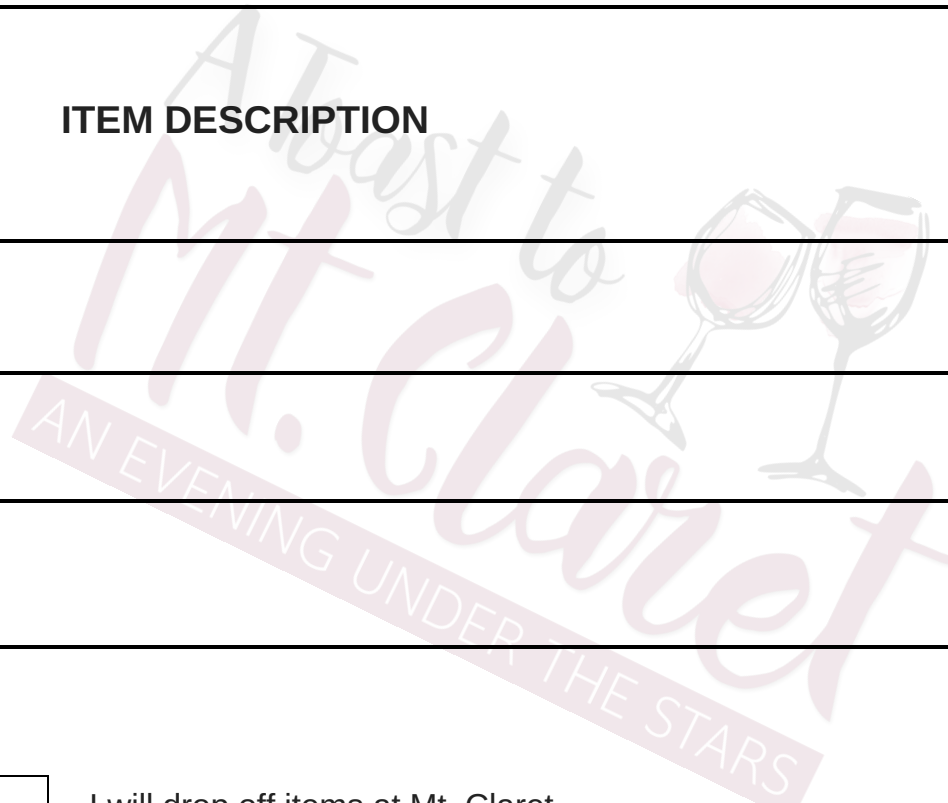 A Toast to
ITEM DESCRIPTION
Mt. Claret
AN EVENING UNDER THE STARS
I will drop off items at Mt. Claret